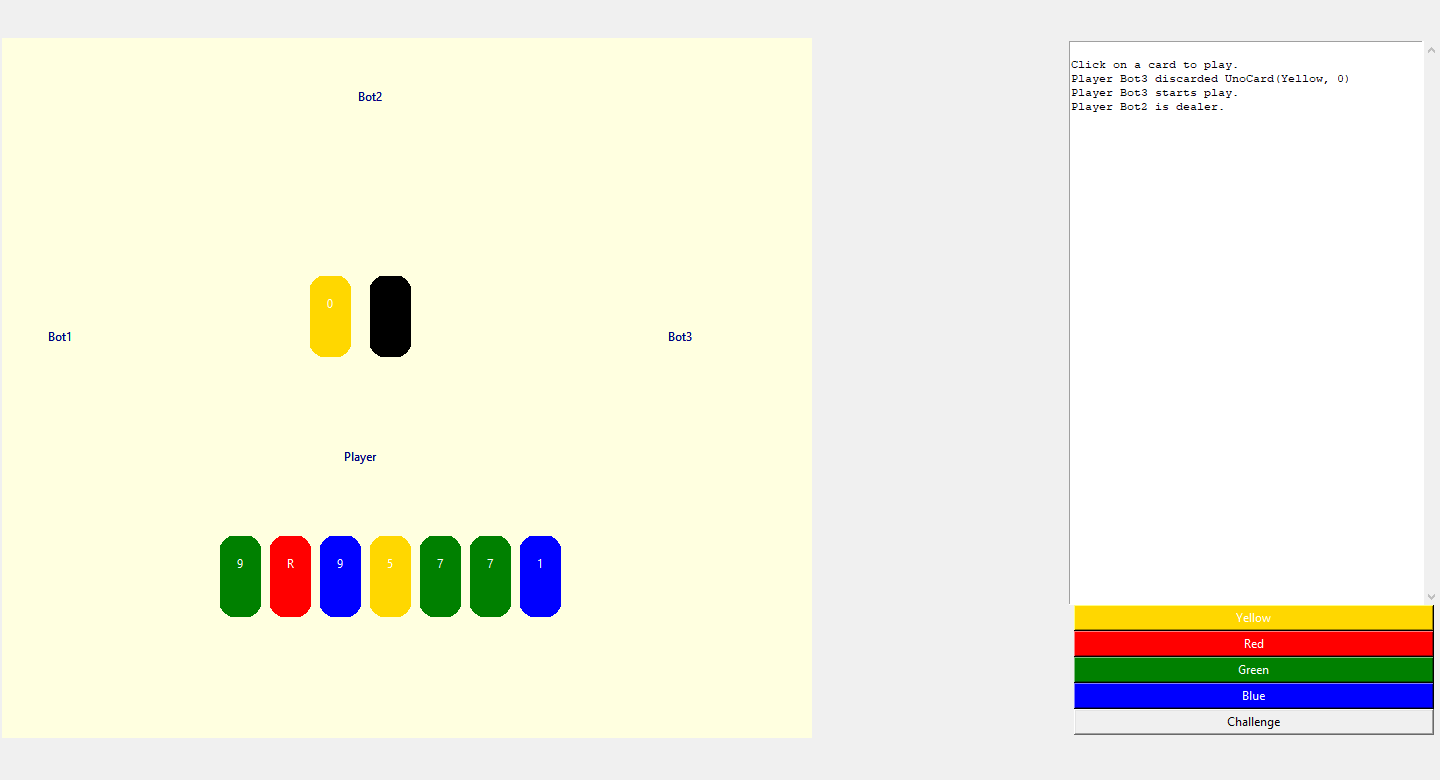 Bot2
0
Bot1
Bot3
Player
9 R 9 5 7 7 1
Click on a card to play.
Player Bot3 discarded UnoCard(Yellow, 0)
Player Bot3 starts play.
Player Bot2 is dealer.
Yellow
Red
Green
Blue
Challenge